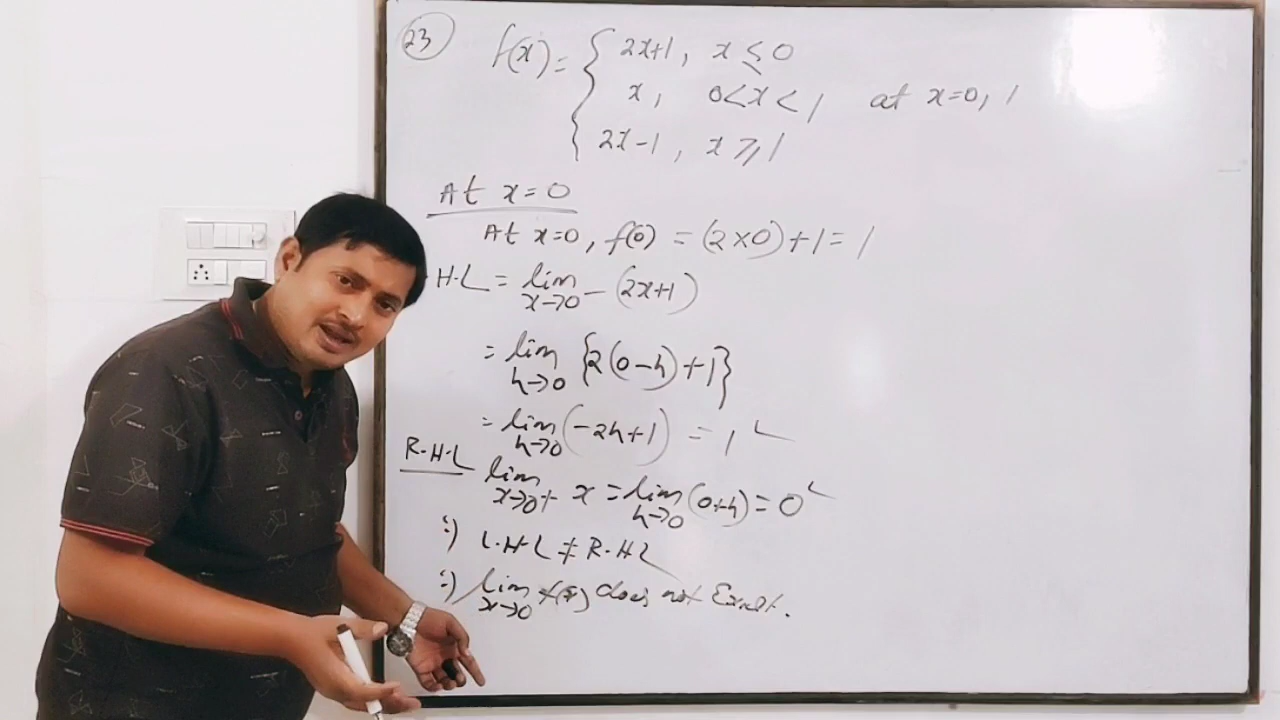 23 f(x) = { 2x+1, x ≤ 0
x, 0<x<1 at x=0, 1
2x-1, x ≥ 1
At x=0
At x=0, f(0) = (2×0)+1 = 1
H.L = lim x→0- (2x+1)
= lim h→0 {2(0-h)+1}
= lim h→0 (-2h+1) = 1
R.H.L lim x→0+ x = lim h→0 (0+h) = 0
∴) L.H.L ≠ R.H.L
∴) lim x→0 f(x) does not Exist.